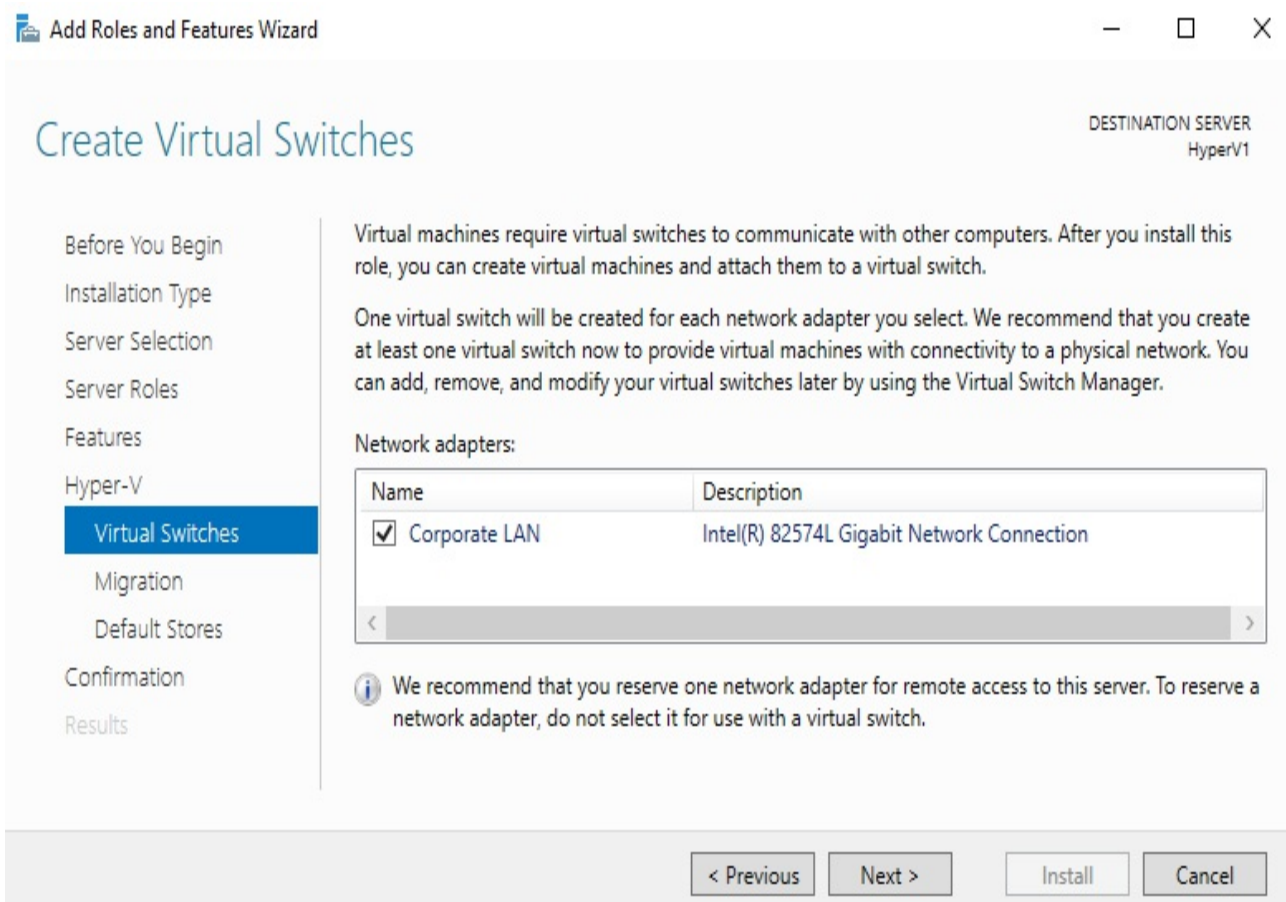 Add Roles and Features Wizard
Create Virtual Switches
DESTINATION SERVER
HyperV1
Before You Begin
Installation Type
Server Selection
Server Roles
Features
Hyper-V
Virtual Switches
Migration
Default Stores
Confirmation
Results
Virtual machines require virtual switches to communicate with other computers. After you install this
role, you can create virtual machines and attach them to a virtual switch.
One virtual switch will be created for each network adapter you select. We recommend that you create
at least one virtual switch now to provide virtual machines with connectivity to a physical network. You
can add, remove, and modify your virtual switches later by using the Virtual Switch Manager.
Network adapters:
Name Description
Corporate LAN Intel(R) 82574L Gigabit Network Connection
We recommend that you reserve one network adapter for remote access to this server. To reserve a
network adapter, do not select it for use with a virtual switch.
< Previous Next > Install Cancel